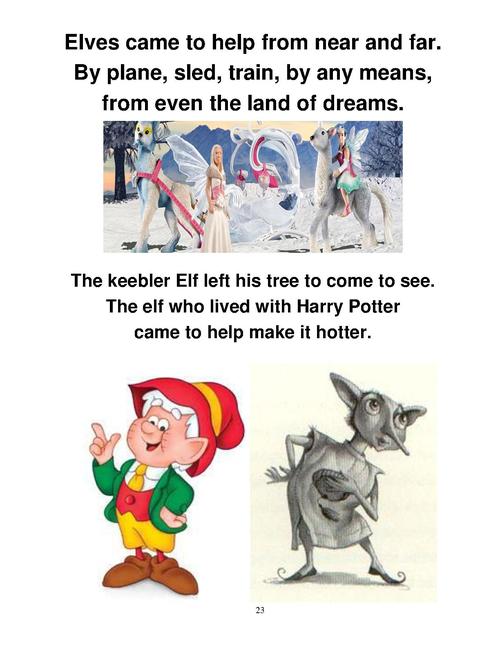 Elves came to help from near and far.
By plane, sled, train, by any means,
from even the land of dreams.
The keebler Elf left his tree to come to see.
The elf who lived with Harry Potter
came to help make it hotter.
23